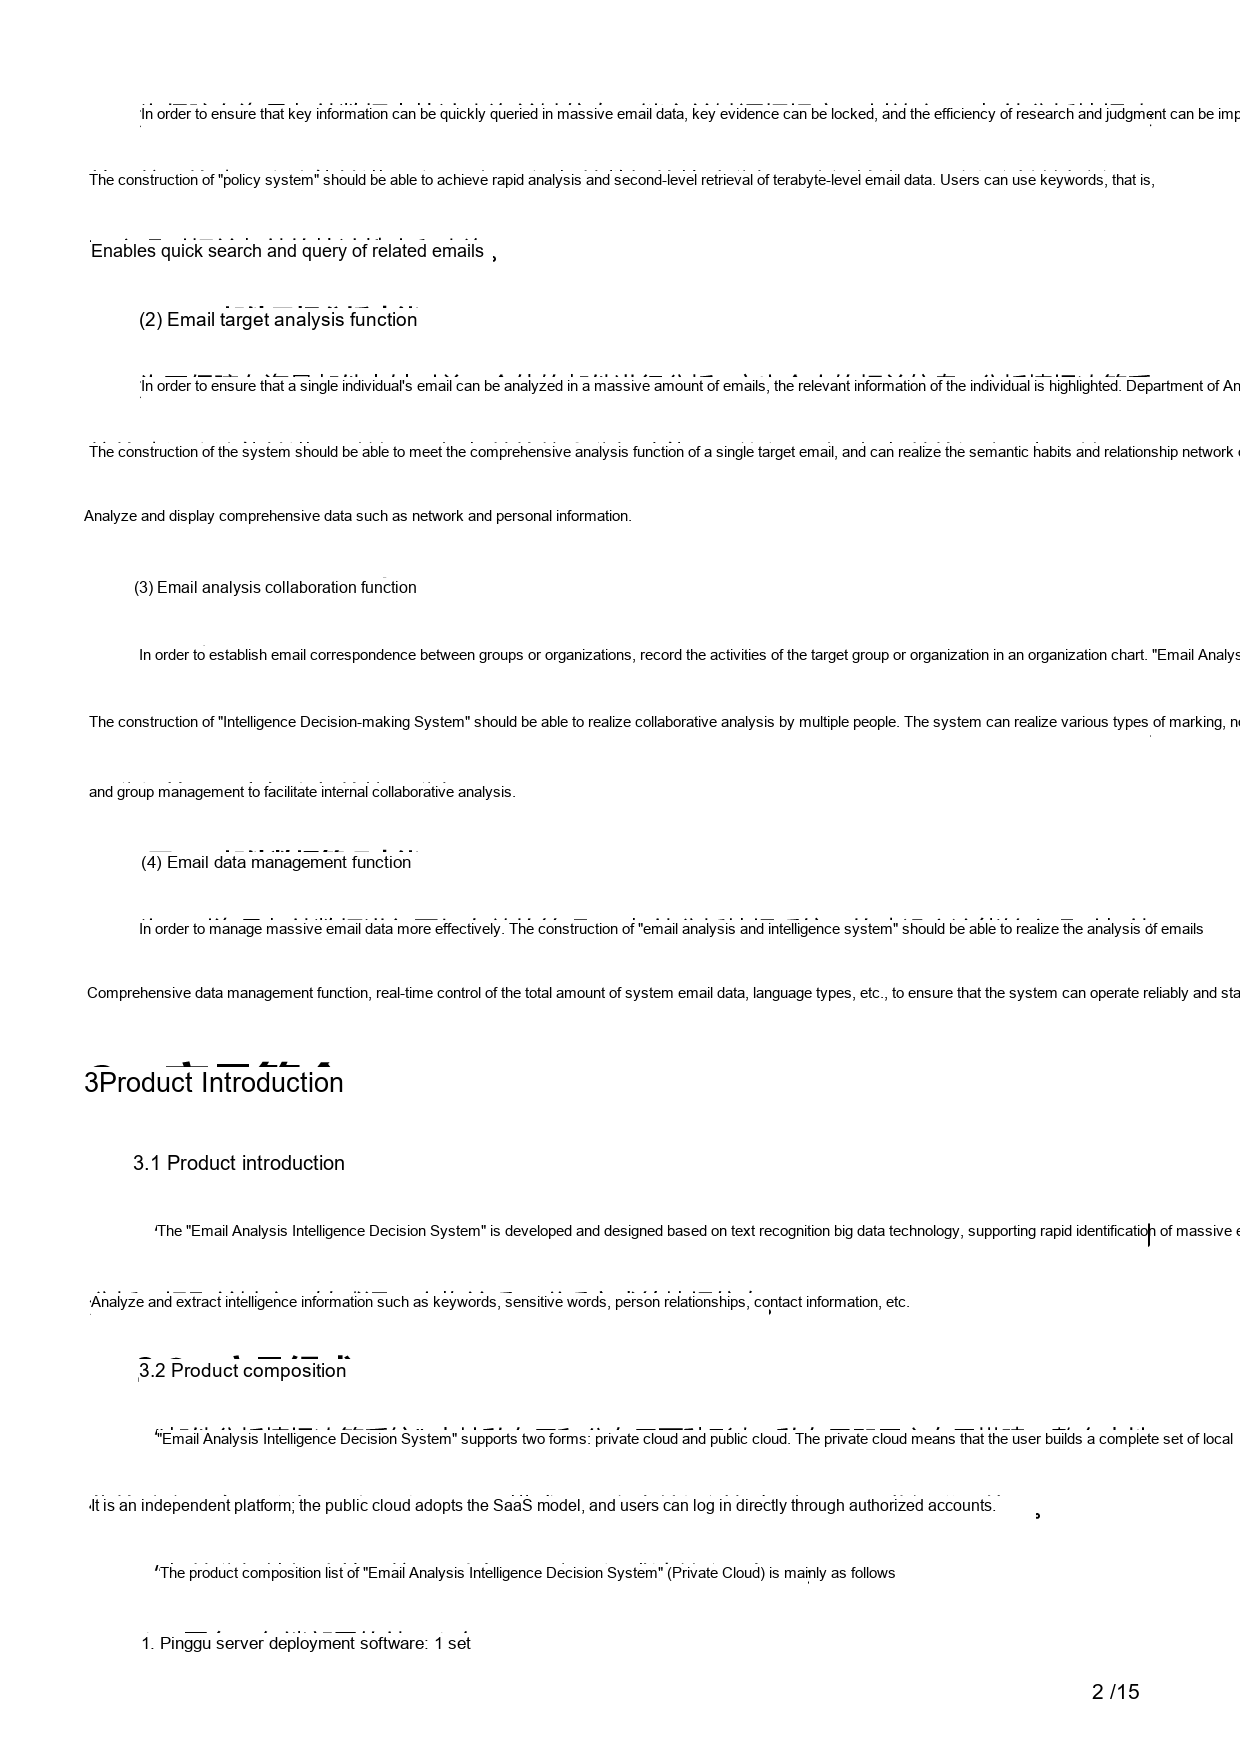 In order to ensure that key information can be quickly queried in massive email data, key evidence can be locked, and the efficiency of research and judgment can be
The construction of "policy system" should be able to achieve rapid analysis and second-level retrieval of terabyte-level email data. Users can use keywords, that is,
Enables quick search and query of related emails
(2) Email target analysis function
In order to ensure that a single individual's email can be analyzed in a massive amount of emails, the relevant information of the individual is highlighted. Department of
The construction of the system should be able to meet the comprehensive analysis function of a single target email, and can realize the semantic habits and relationship network
Analyze and display comprehensive data such as network and personal information.
(3) Email analysis collaboration function
In order to establish email correspondence between groups or organizations, record the activities of the target group or organization in an organization chart. "Email
The construction of "Intelligence Decision-making System" should be able to realize collaborative analysis by multiple people. The system can realize various types of marking,
and group management to facilitate internal collaborative analysis.
(4) Email data management function
In order to manage massive email data more effectively. The construction of "email analysis and intelligence system" should be able to realize the analysis of emails
Comprehensive data management function, real-time control of the total amount of system email data, language types, etc., to ensure that the system can operate reliably and
3Product Introduction
3.1 Product introduction
The "Email Analysis Intelligence Decision System" is developed and designed based on text recognition big data technology, supporting rapid identification of massive
Analyze and extract intelligence information such as keywords, sensitive words, person relationships, contact information, etc.
3.2 Product composition
"Email Analysis Intelligence Decision System" supports two forms: private cloud and public cloud. The private cloud means that the user builds a complete set of local
It is an independent platform; the public cloud adopts the SaaS model, and users can log in directly through authorized accounts.
The product composition list of "Email Analysis Intelligence Decision System" (Private Cloud) is mainly as follows
1. Pinggu server deployment software: 1 set
2 /15